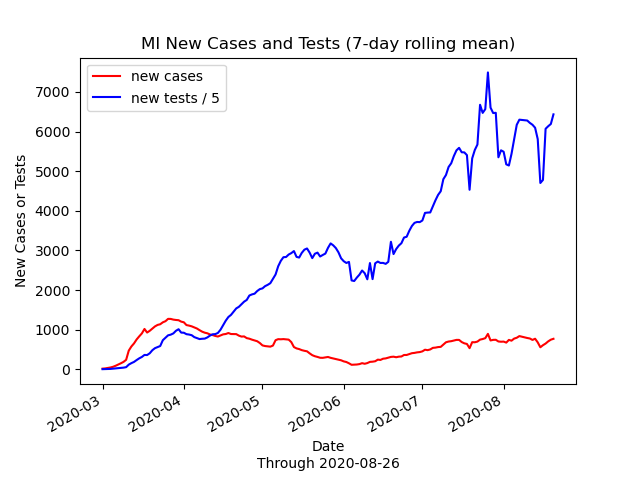 MI New Cases and Tests (7-day rolling mean)
new cases
new tests / 5
New Cases or Tests
7000
6000
5000
4000
3000
2000
1000
0
2020-03
2020-04
2020-05
2020-06
2020-07
2020-08
Date
Through 2020-08-26